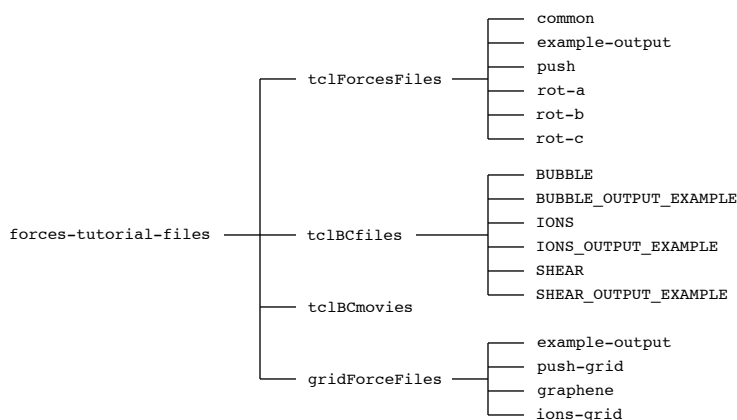 forces-tutorial-files
tclForcesFiles
common
example-output
push
rot-a
rot-b
rot-c
tclBCfiles
BUBBLE
BUBBLE_OUTPUT_EXAMPLE
IONS
IONS_OUTPUT_EXAMPLE
SHEAR
SHEAR_OUTPUT_EXAMPLE
tclBCmovies
gridForceFiles
example-output
push-grid
graphene
ions-grid